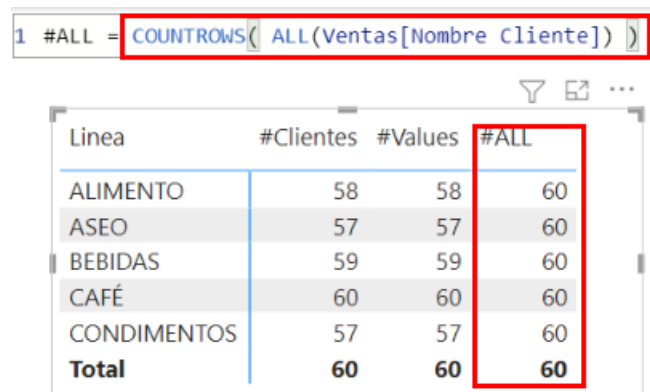 1 #ALL = COUNTROWS( ALL(Ventas[Nombre Cliente]) )
Linea #Clientes #Values #ALL
ALIMENTO 58 58 60
ASEO 57 57 60
BEBIDAS 59 59 60
CAFÉ 60 60 60
CONDIMENTOS 57 57 60
Total 60 60 60